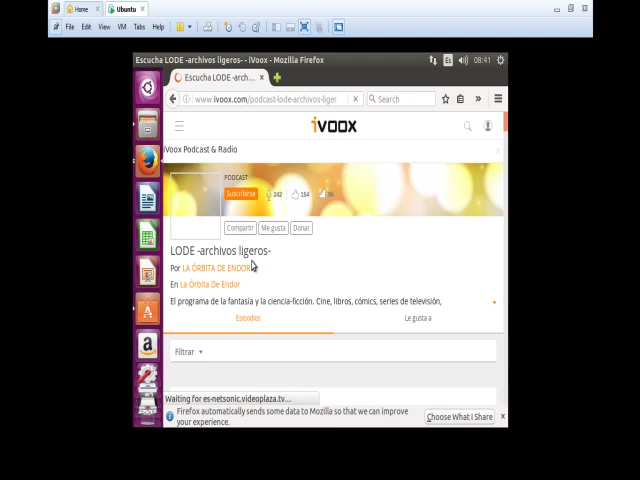 Home × Ubuntu ×
File Edit View VM Tabs Help
Escucha LODE -archivos ligeros- - iVoox - Mozilla Firefox Es 08:41
Escucha LODE -arch... ×
www.ivoox.com/podcast-lode-archivos-liger × Search
iVOOX
iVoox Podcast & Radio ×
PODCAST
Suscribirse 242 154
Compartir Me gusta Donar
LODE -archivos ligeros-
Por LA ÓRBITA DE ENDOR
En La Órbita De Endor
El programa de la fantasía y la ciencia-ficción. Cine, libros, cómics, series de televisión,
Episodios Le gusta a
Filtrar
Waiting for es-netsonic.videoplaza.tv...
Firefox automatically sends some data to Mozilla so that we can improve your experience. Choose What I Share ×